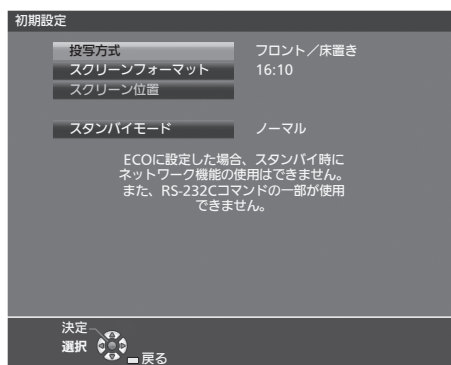 初期設定
投写方式 フロント／床置き
スクリーンフォーマット 16:10
スクリーン位置
スタンバイモード ノーマル
ECOに設定した場合、スタンバイ時に
ネットワーク機能の使用はできません。
また、RS-232Cコマンドの一部が使用
できません。
決定
選択
戻る